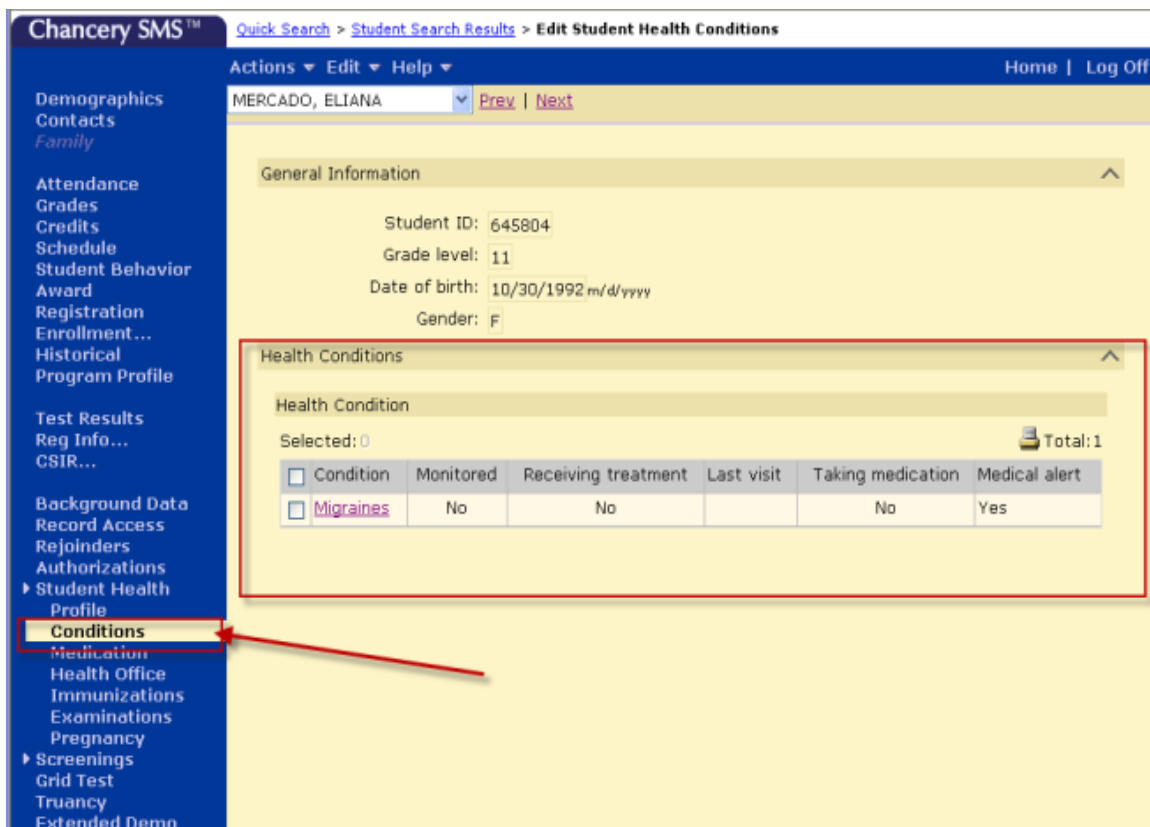 Chancery SMS™
Quick Search > Student Search Results > Edit Student Health Conditions
Actions Edit Help Home | Log Off
MERCADO, ELIANA Prev | Next
Demographics
Contacts
Family
Attendance
Grades
Credits
Schedule
Student Behavior
Award
Registration
Enrollment...
Historical
Program Profile
Test Results
Reg Info...
CSIR...
Background Data
Record Access
Rejoinders
Authorizations
Student Health
Profile
Conditions
Medication
Health Office
Immunizations
Examinations
Pregnancy
Screenings
Grid Test
Truancy
Extended Demo
General Information
Student ID: 645804
Grade level: 11
Date of birth: 10/30/1992 m/d/yyyy
Gender: F
Health Conditions
Health Condition
Selected: 0 Total: 1
Condition Monitored Receiving treatment Last visit Taking medication Medical alert
Migraines No No No Yes